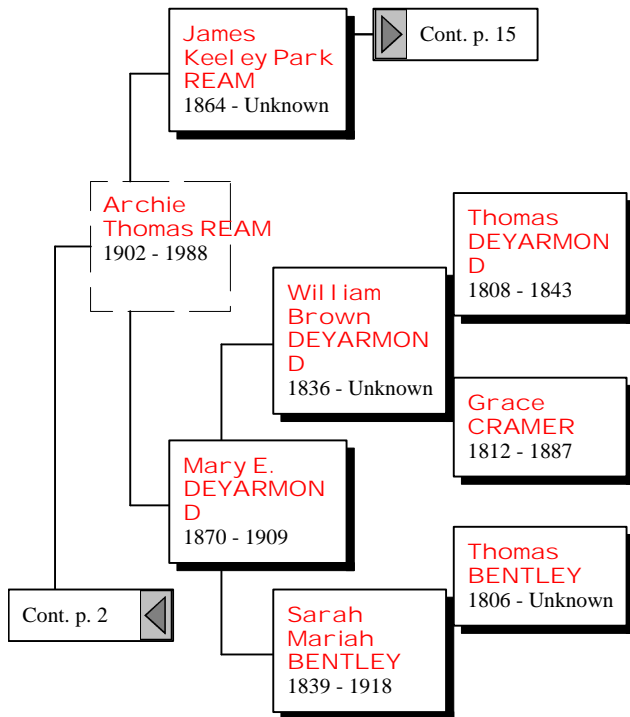 James
Keeley Park
REAM
1864 - Unknown
Cont. p. 15
Archie
Thomas REAM
1902 - 1988
Thomas
DEYARMON
D
1808 - 1843
William
Brown
DEYARMON
D
1836 - Unknown
Grace
CRAMER
1812 - 1887
Mary E.
DEYARMON
D
1870 - 1909
Thomas
BENTLEY
1806 - Unknown
Cont. p. 2
Sarah
Mariah
BENTLEY
1839 - 1918